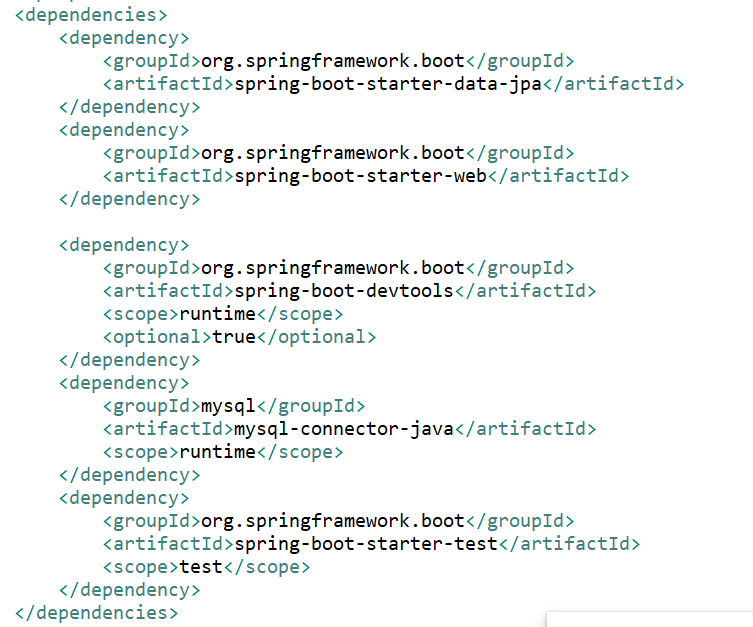 <dependencies>
<dependency>
<groupId>org.springframework.boot</groupId>
<artifactId>spring-boot-starter-data-jpa</artifactId>
</dependency>
<dependency>
<groupId>org.springframework.boot</groupId>
<artifactId>spring-boot-starter-web</artifactId>
</dependency>
<dependency>
<groupId>org.springframework.boot</groupId>
<artifactId>spring-boot-devtools</artifactId>
<scope>runtime</scope>
<optional>true</optional>
</dependency>
<dependency>
<groupId>mysql</groupId>
<artifactId>mysql-connector-java</artifactId>
<scope>runtime</scope>
</dependency>
<dependency>
<groupId>org.springframework.boot</groupId>
<artifactId>spring-boot-starter-test</artifactId>
<scope>test</scope>
</dependency>
</dependencies>